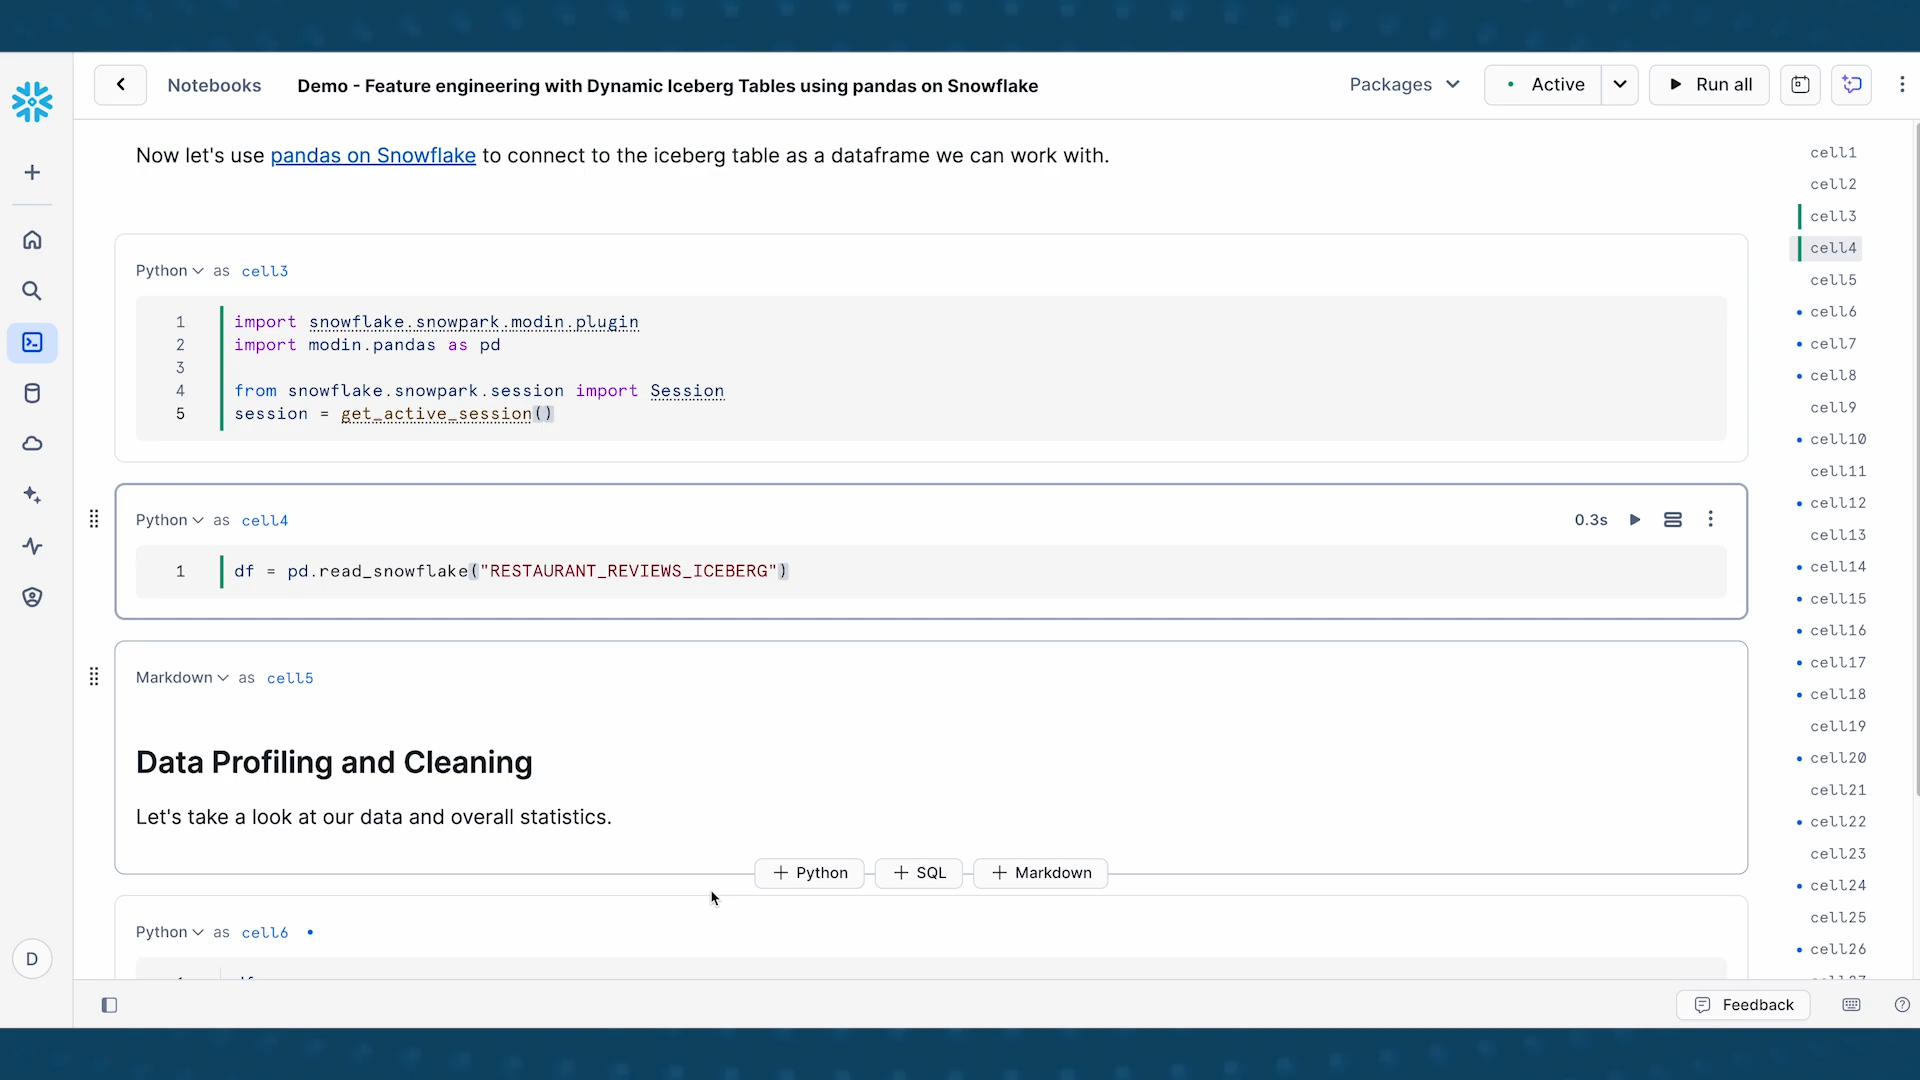 Notebooks
Demo - Feature engineering with Dynamic Iceberg Tables using pandas on Snowflake
Packages
Active
Run all
Now let's use pandas on Snowflake to connect to the iceberg table as a dataframe we can work with.
Python as cell3
1 import snowflake.snowpark.modin.plugin
2 import modin.pandas as pd
3
4 from snowflake.snowpark.session import Session
5 session = get_active_session()
Python as cell4
0.3s
1 df = pd.read_snowflake("RESTAURANT_REVIEWS_ICEBERG")
Markdown as cell5
Data Profiling and Cleaning
Let's take a look at our data and overall statistics.
+ Python
+ SQL
+ Markdown
Python as cell6
cell1
cell2
cell3
cell4
cell5
cell6
cell7
cell8
cell9
cell10
cell11
cell12
cell13
cell14
cell15
cell16
cell17
cell18
cell19
cell20
cell21
cell22
cell23
cell24
cell25
cell26
D
Feedback